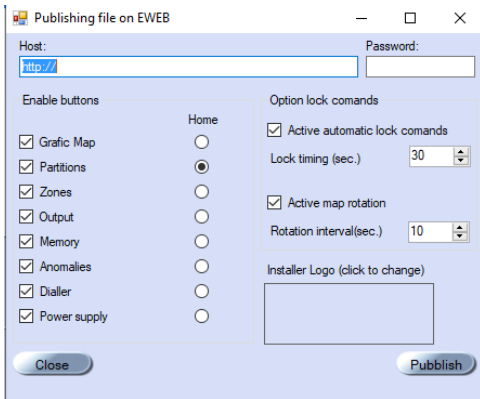 Publishing file on EWEB
Host:
Password:
http://
Enable buttons
Home
Grafic Map
Partitions
Zones
Output
Memory
Anomalies
Dialler
Power supply
Option lock comands
Active automatic lock comands
Lock timing (sec.) 30
Active map rotation
Rotation interval(sec.) 10
Installer Logo (click to change)
Close
Pubblish